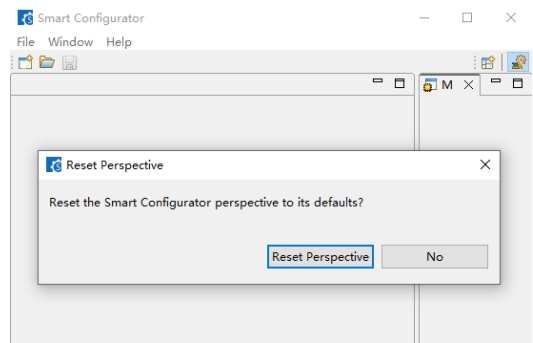 Smart Configurator
File Window Help
M
Reset Perspective
Reset the Smart Configurator perspective to its defaults?
Reset Perspective No